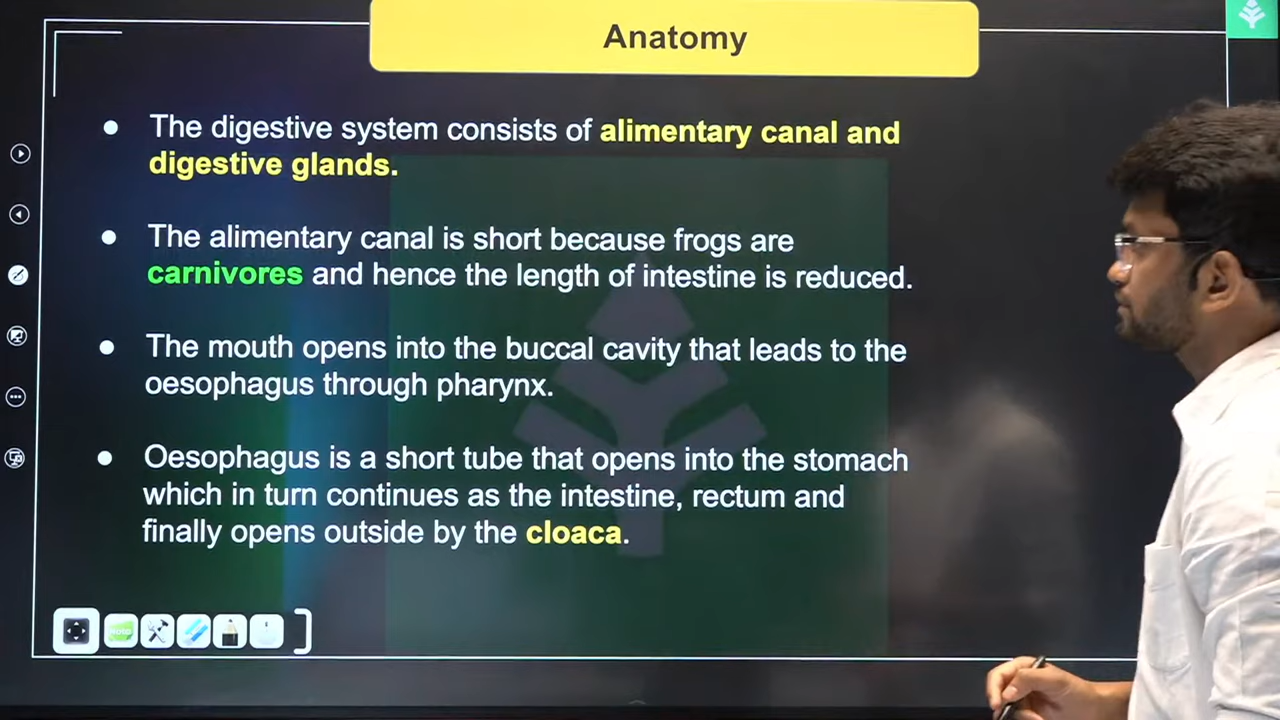 Anatomy
The digestive system consists of alimentary canal and
digestive glands.
The alimentary canal is short because frogs are
carnivores and hence the length of intestine is reduced.
The mouth opens into the buccal cavity that leads to the
oesophagus through pharynx.
Oesophagus is a short tube that opens into the stomach
which in turn continues as the intestine, rectum and
finally opens outside by the cloaca.